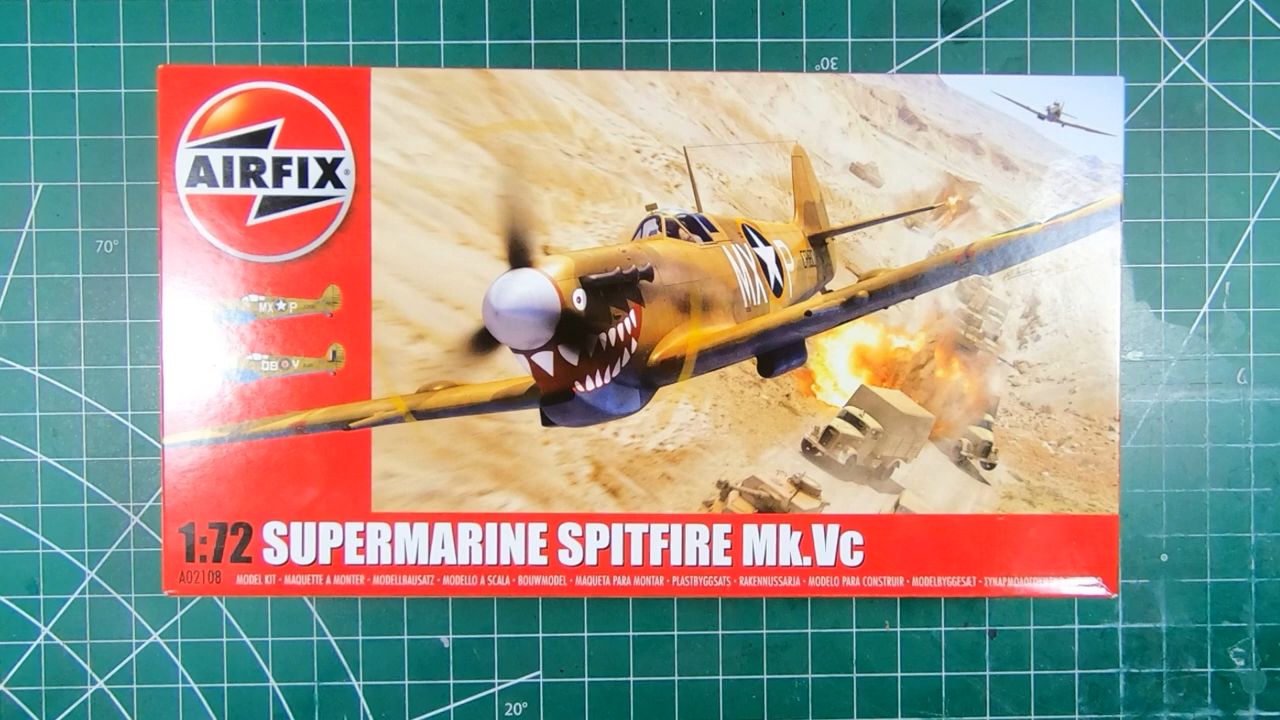 30°
AIRFIX®
70°
MX P
MX P
OB V
1:72 SUPERMARINE SPITFIRE Mk.Vc
A02108
MODEL KIT · MAQUETTE A MONTER · MODELLBAUSATZ · MODELLO A SCALA · BOUWMODEL · MAQUETA PARA MONTAR · PLASTBYGGSATS · RAKENNUSSARJA · MODELO PARA CONSTRUIR · MODELBYGGESÆT ·
20°